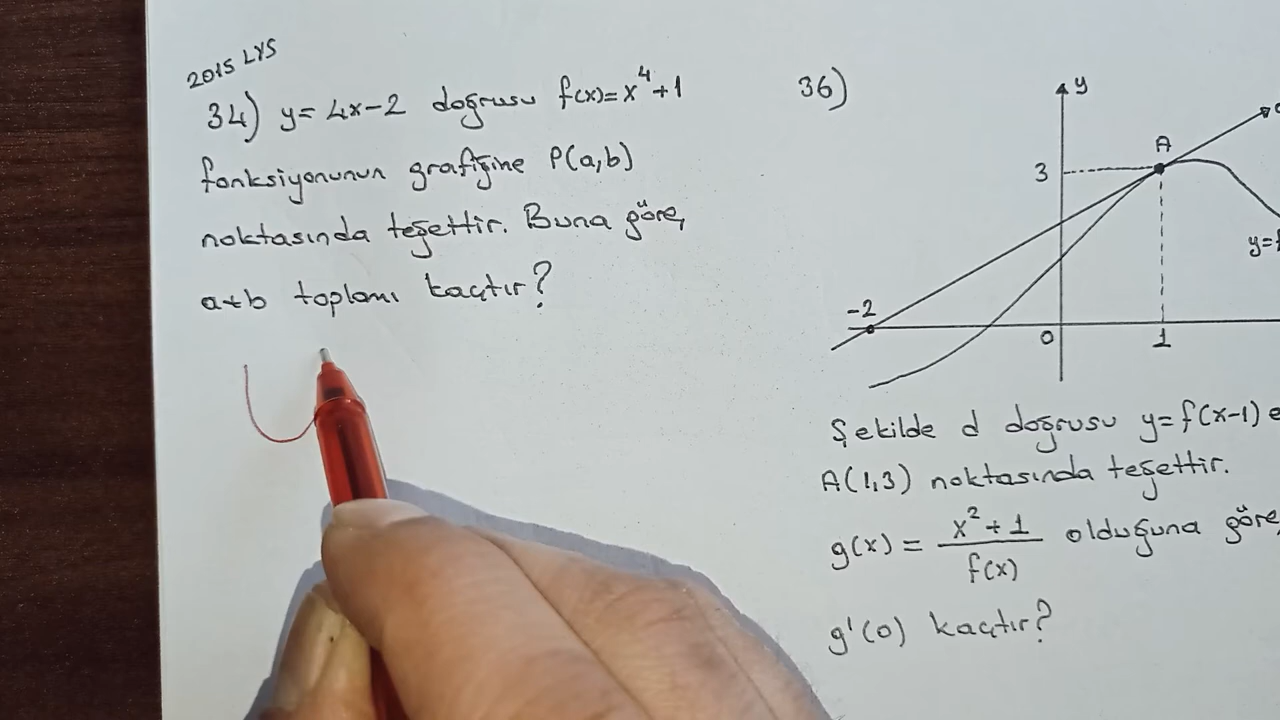 2015 LYS
34) y= 4x-2 doğrusu f(x)=x⁴+1
fonksiyonunun grafiğine P(a,b)
noktasında teğettir. Buna göre,
a+b toplamı kaçtır?
36)
y
A
3
y=f
-2
0
1
Şekilde d doğrusu y=f(x-1) e
A(1,3) noktasında teğettir.
g(x) = x²+1 / f(x) olduğuna göre,
g'(0) kaçtır?